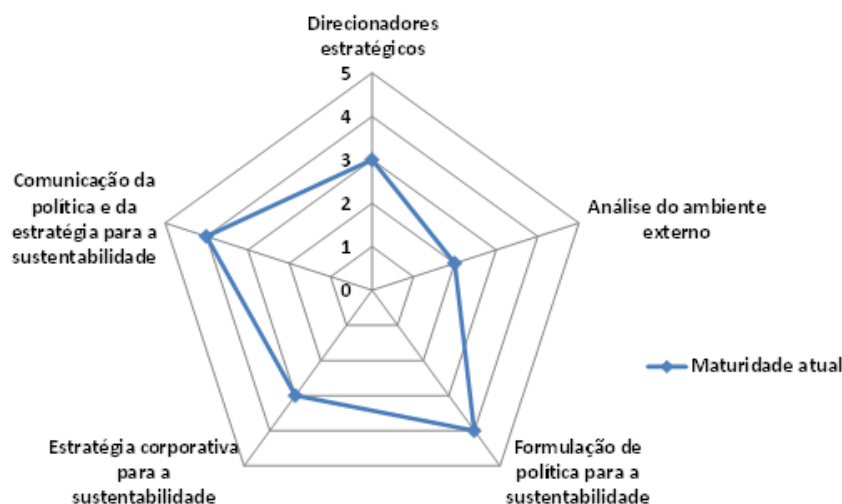 Direcionadores
estratégicos
5
4
3
2
1
0
Comunicação da
política e da
estratégia para a
sustentabilidade
Análise do ambiente
externo
Maturidade atual
Estratégia corporativa
para a
sustentabilidade
Formulação de
política para a
sustentabilidade